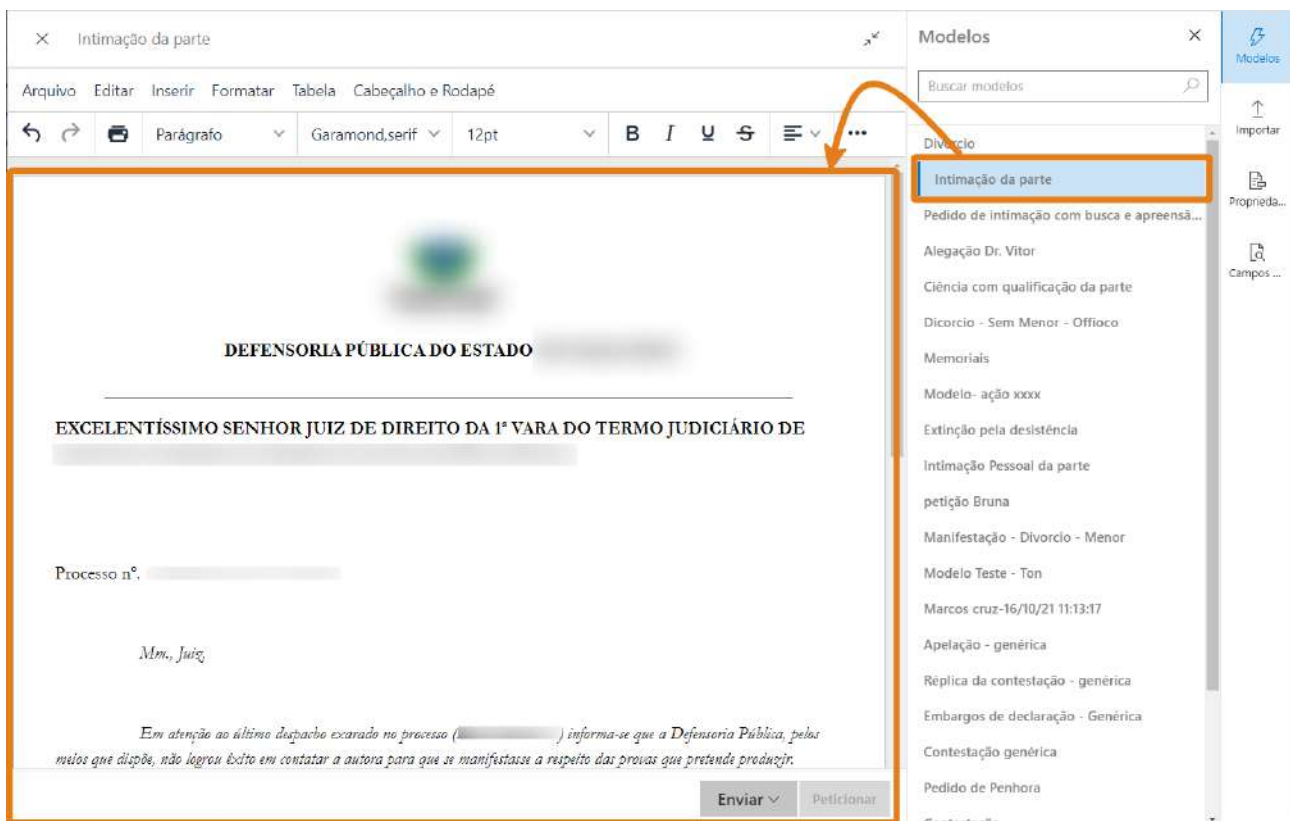 Intimação da parte
Arquivo Editar Inserir Formatar Tabela Cabeçalho e Rodapé
Parágrafo Garamond,serif 12pt B I U S
DEFENSORIA PÚBLICA DO ESTADO
EXCELENTÍSSIMO SENHOR JUIZ DE DIREITO DA 1ª VARA DO TERMO JUDICIÁRIO DE
Processo nº.
Mm., Juiz,
Em atenção ao último despacho exarado no processo ( ) informa-se que a Defensoria Pública, pelos
meios que dispõe, não logrou êxito em contatar a autora para que se manifestasse a respeito das provas que pretende produzir.
Enviar Peticionar
Modelos
Buscar modelos
Divorcio
Intimação da parte
Pedido de intimação com busca e apreensã...
Alegação Dr. Vitor
Ciência com qualificação da parte
Dicorcio - Sem Menor - Offioco
Memoriais
Modelo- ação xxxx
Extinção pela desistência
Intimação Pessoal da parte
petição Bruna
Manifestação - Divorcio - Menor
Modelo Teste - Ton
Marcos cruz-16/10/21 11:13:17
Apelação - genérica
Réplica da contestação - genérica
Embargos de declaração - Genérica
Contestação genérica
Pedido de Penhora
Modelos
Importar
Proprieda...
Campos ...